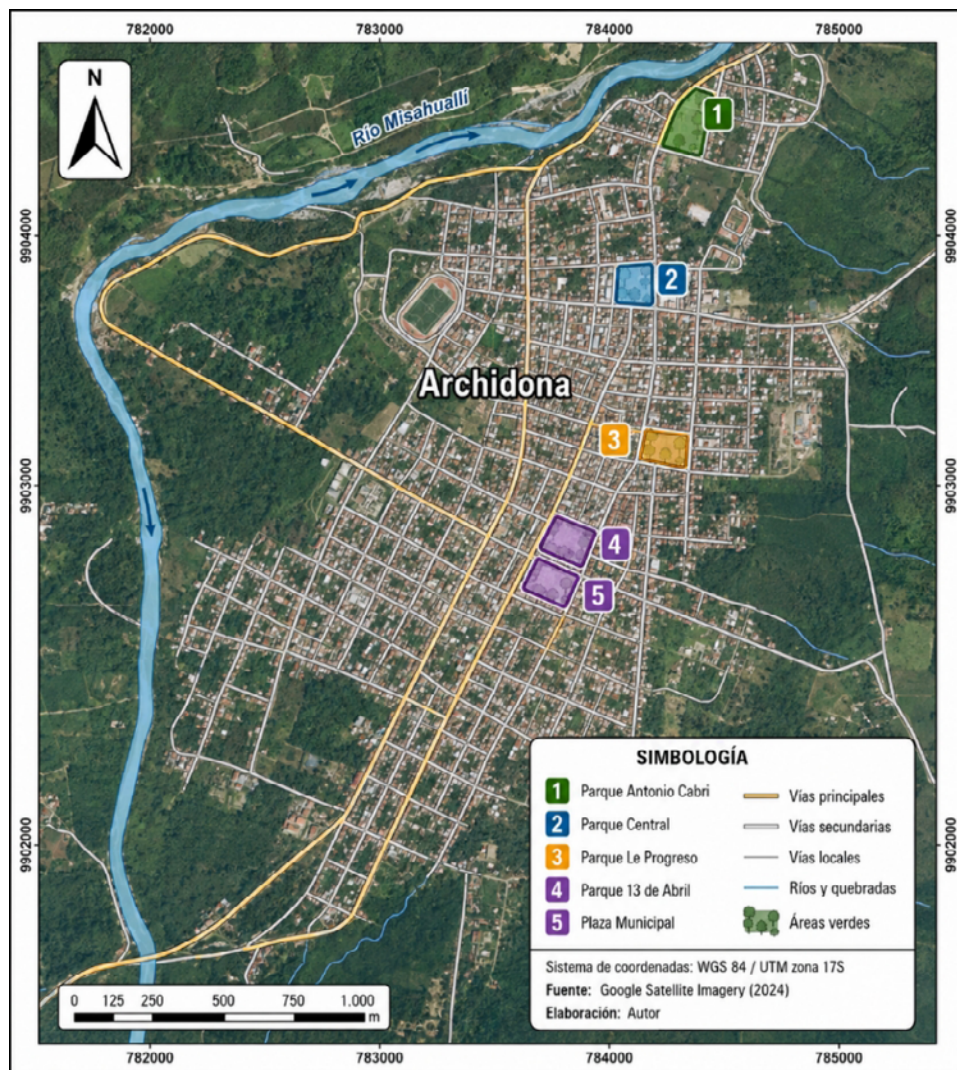 782000 783000 784000 785000
N
Río Misahuallí
1
9904000 9904000
2
Archidona
3
9903000 9903000
4
5
SIMBOLOGÍA
1 Parque Antonio Cabri
2 Parque Central
3 Parque Le Progreso
4 Parque 13 de Abril
5 Plaza Municipal
Vías principales
Vías secundarias
Vías locales
Ríos y quebradas
Áreas verdes
9902000 9902000
Sistema de coordenadas: WGS 84 / UTM zona 17S
Fuente: Google Satellite Imagery (2024)
Elaboración: Autor
0 125 250 500 750 1.000
m
782000 783000 784000 785000